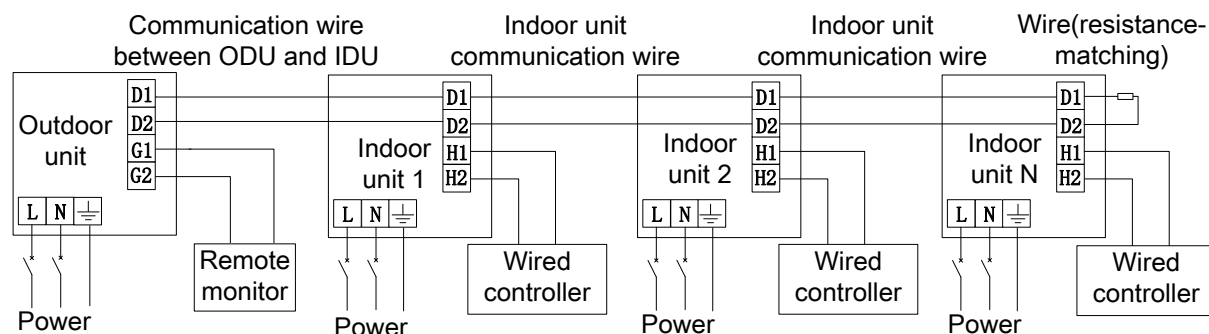 Communication wire
between ODU and IDU
Indoor unit
communication wire
Indoor unit
communication wire
Wire(resistance-
matching)
Outdoor
unit
D1
D2
G1
G2
L N
Power
Remote
monitor
Indoor
unit 1
D1
D2
H1
H2
L N
Power
Wired
controller
Indoor
unit 2
D1
D2
H1
H2
L N
Power
Wired
controller
Indoor
unit N
D1
D2
H1
H2
L N
Power
Wired
controller